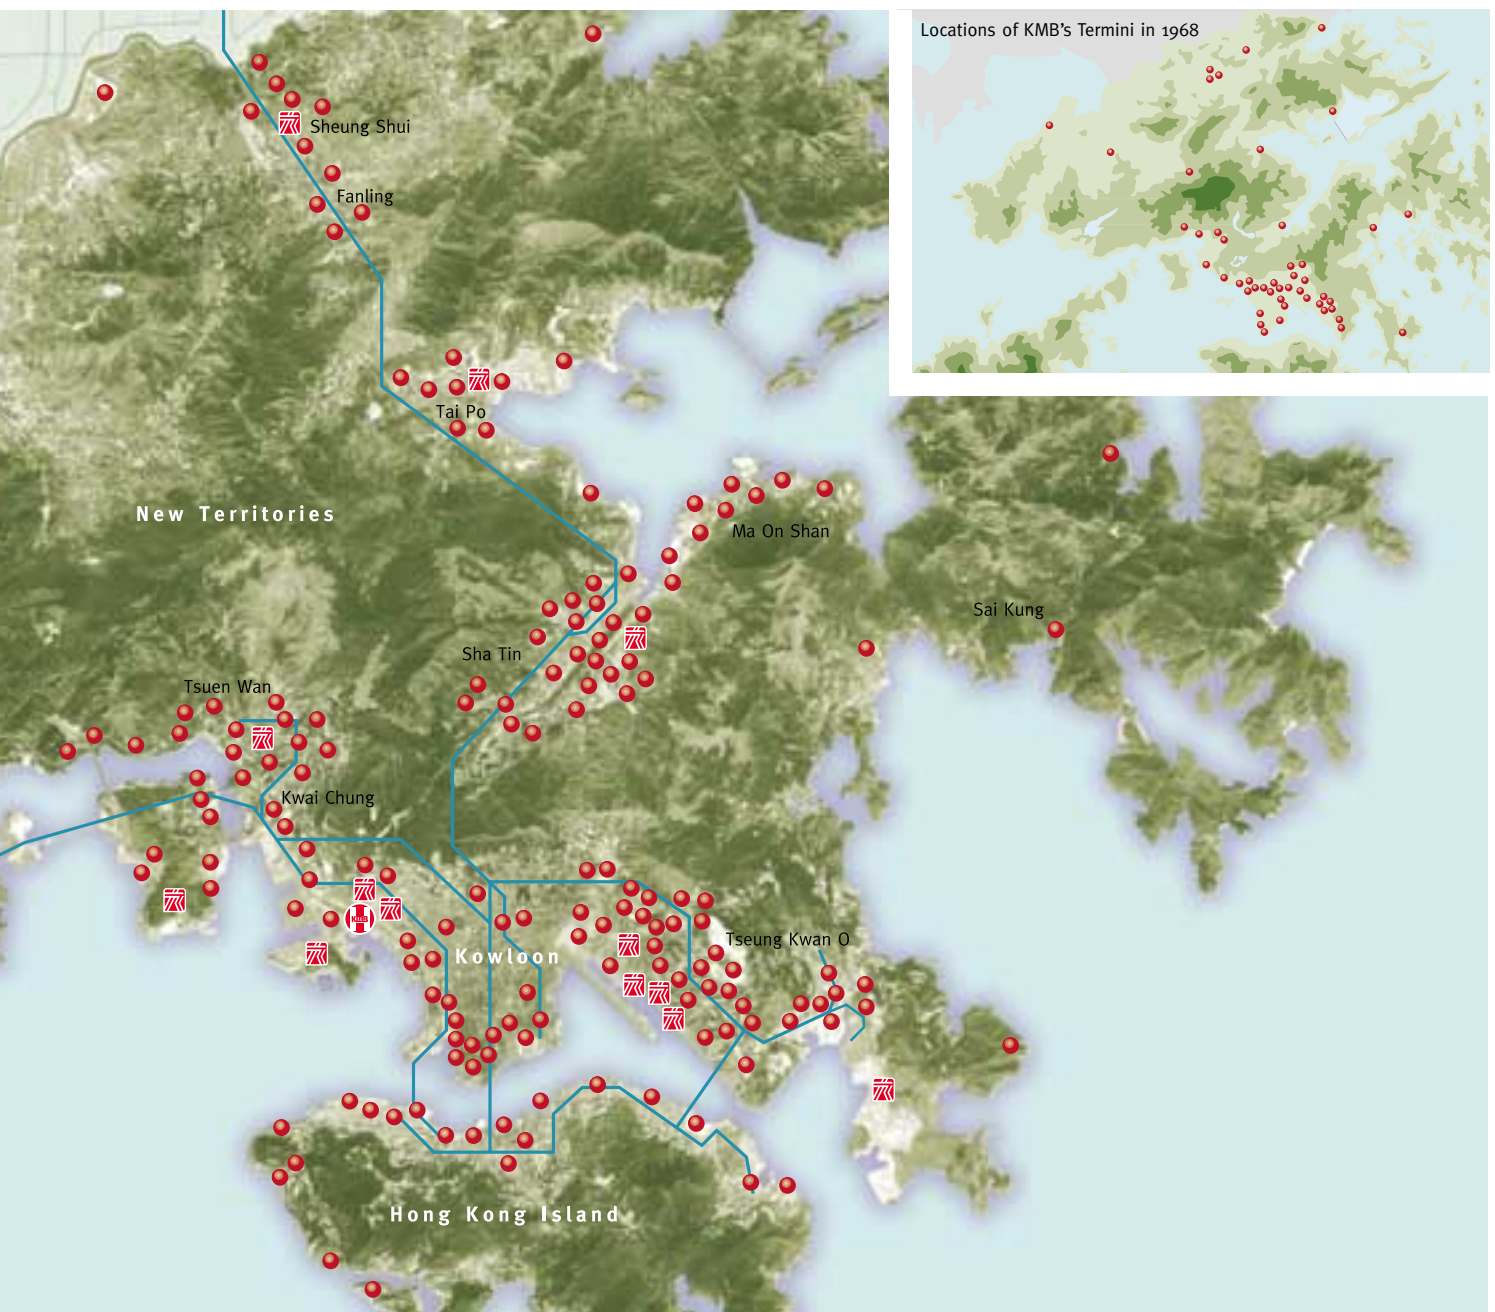 Locations of KMB's Termini in 1968
Sheung Shui
Fanling
Tai Po
New Territories
Ma On Shan
Sai Kung
Sha Tin
Tsuen Wan
Kwai Chung
KMB
Tseung Kwan O
Kowloon
Hong Kong Island